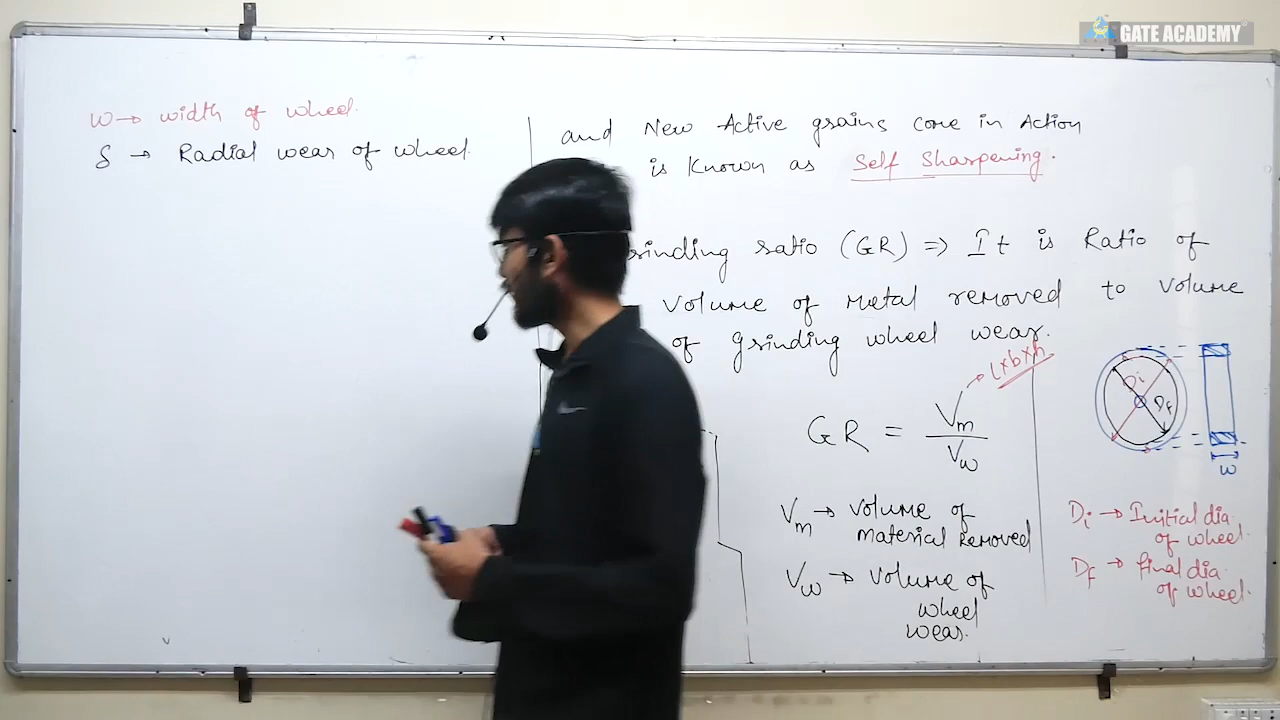 GATE ACADEMY
w → width of wheel.
δ → Radial wear of wheel.
and New Active grains come in Action
is known as Self Sharpening.
rinding ratio (GR) ⇒ It is Ratio of
volume of metal removed to volume
of grinding wheel wear.
L×b×h
GR = Vm / Vw
Vm → volume of
material Removed
Vw → volume of
wheel
wear.
Di
DF
w
Di → Initial dia.
of wheel.
DF → final dia.
of wheel.